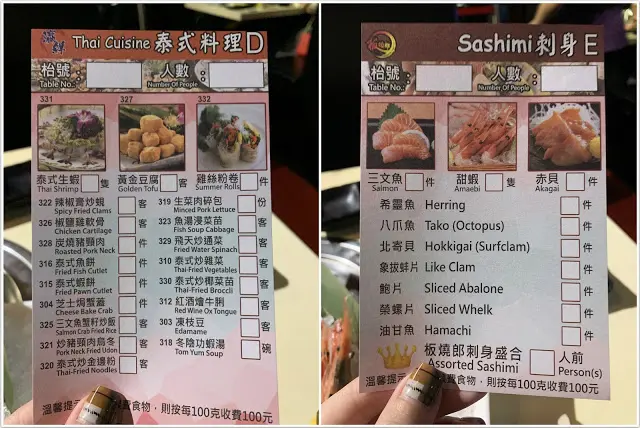 Thai Cuisine 泰式料理 D
枱號 Table No.:
人數 Number Of People :
331 327 332
泰式生蝦 隻 黃金豆腐 客 雞絲粉卷 件
Thai Shrimp Golden Tofu Summer Rolls
322 辣椒膏炒蜆 客
Spicy Fried Clams
326 椒鹽雞軟骨 客
Chicken Cartilage
328 炭燒豬頸肉 客
Roasted Pork Neck
316 泰式魚餅 客
Fried Fish Cutlet
315 泰式蝦餅 客
Fried Pawn Cutlet
304 芝士焗蟹蓋 客
Cheese Bake Crab
325 三文魚蟹籽炒飯 客
Salmon Crab Fried Rice
321 炒豬頸肉烏冬 客
Pork Neck Fried Udon
320 泰式炒金邊粉 客
Thai-Fried Noodles
319 生菜肉碎包 份
Minced Pork Lettuce
323 魚湯浸菜苗 客
Fish Soup Cabbage
329 飛天炒通菜 客
Fried Water Spinach
310 泰式炒雜菜 客
Thai-Fried Vegetables
330 泰式炒椰菜苗 客
Thai-Fried Broccli
312 紅酒燴牛脷 客
Red Wine Ox Tongue
303 凍枝豆 客
Edamame
318 冬陰功蝦湯 碗
Tom Yum Soup
溫馨提示 食物，則按每100克收費100元
Sashimi 刺身 E
枱號 Table No.:
人數 Number Of People :
三文魚 件 甜蝦 隻 赤貝 件
Salmon Amaebi Akagai
希靈魚 Herring 件
八爪魚 Tako (Octopus) 件
北寄貝 Hokkigai (Surfclam) 件
象拔蚌片 Like Clam 件
鮑片 Sliced Abalone 件
螺片 Sliced Whelk 件
油甘魚 Hamachi 件
板燒郎刺身盛合 人前
Assorted Sashimi Person(s)
溫馨提示 費食物，則按每100克收費100元